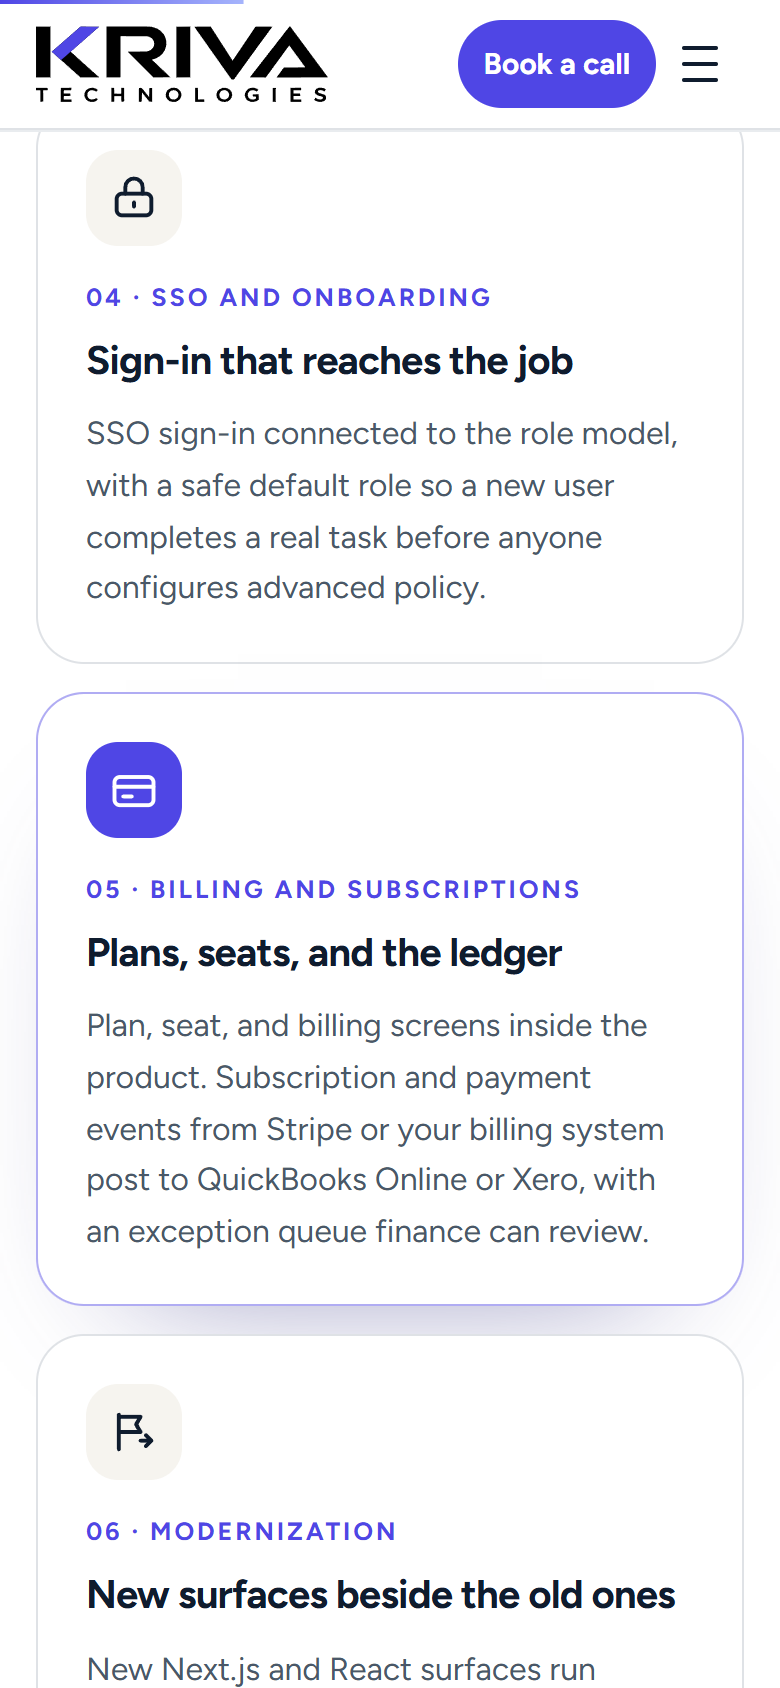 KRIVA
TECHNOLOGIES
Book a call
04 · SSO AND ONBOARDING
Sign-in that reaches the job
SSO sign-in connected to the role model,
with a safe default role so a new user
completes a real task before anyone
configures advanced policy.
05 · BILLING AND SUBSCRIPTIONS
Plans, seats, and the ledger
Plan, seat, and billing screens inside the
product. Subscription and payment
events from Stripe or your billing system
post to QuickBooks Online or Xero, with
an exception queue finance can review.
06 · MODERNIZATION
New surfaces beside the old ones
New Next.js and React surfaces run